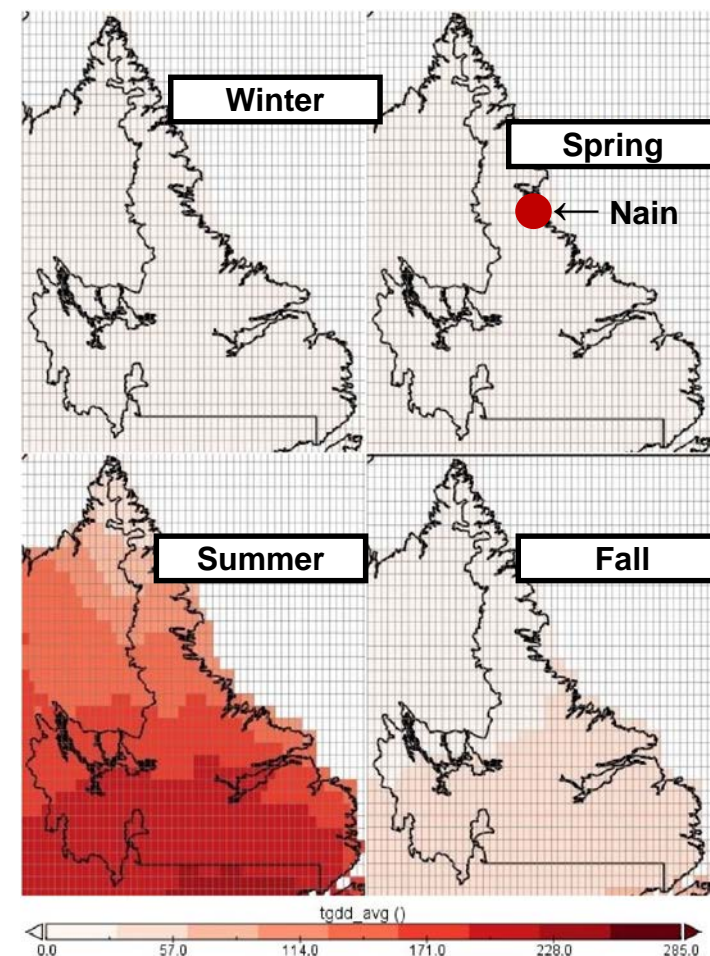 Winter
Spring
← Nain
Summer
Fall
tgdd_avg ()
0.0 57.0 114.0 171.0 228.0 285.0